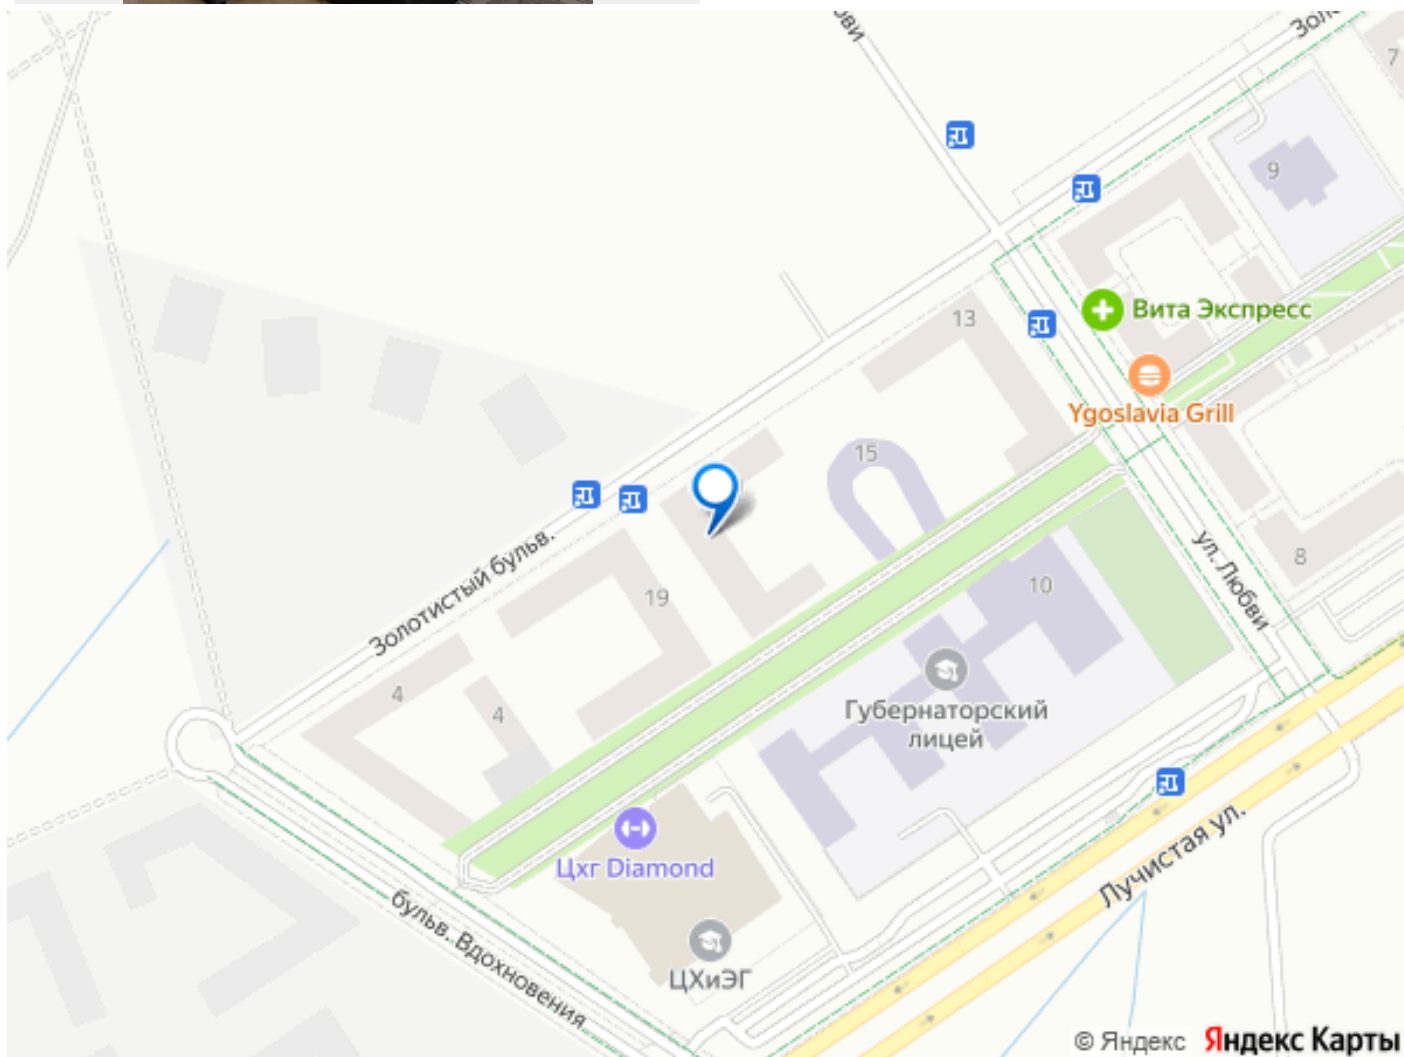 Золотистый бульв.
7
9
Вита Экспресс
13
Ygoslavia Grill
15
ул. Любви
8
10
19
Губернаторский
лицей
4
4
Цхг Diamond
Лучистая ул.
бульв. Вдохновения
ЦХиЭГ
© Яндекс Яндекс Карты